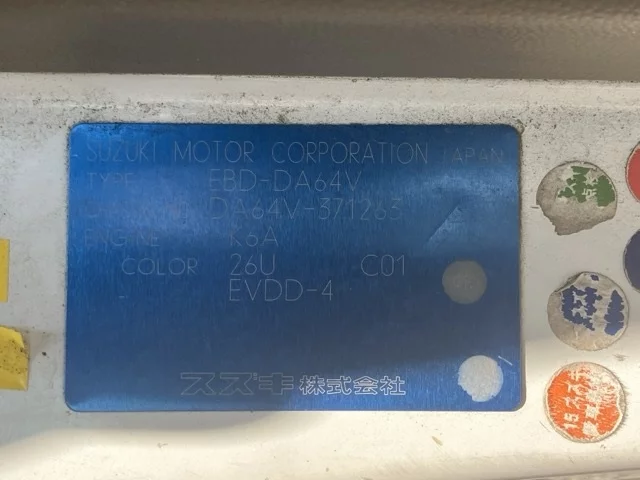 SUZUKI MOTOR CORPORATION JAPAN
TYPE EBD-DA64V
DA64V-371263
ENGINE K6A
COLOR 26U C01
EVDD-4
スズキ株式会社